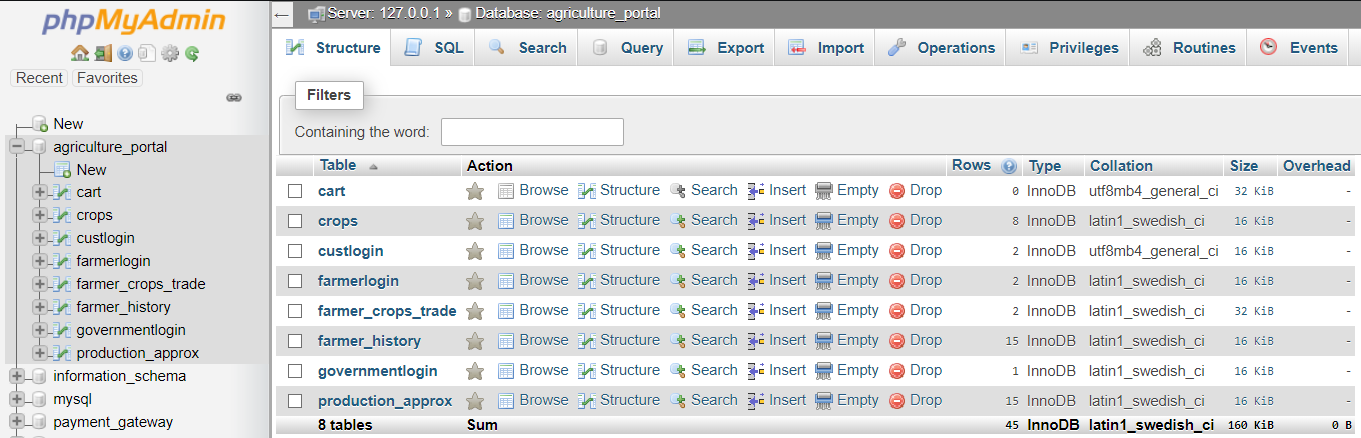 phpMyAdmin
Recent Favorites
New
agriculture_portal
New
cart
crops
custlogin
farmerlogin
farmer_crops_trade
farmer_history
governmentlogin
production_approx
information_schema
mysql
payment_gateway
Server: 127.0.0.1 » Database: agriculture_portal
Structure SQL Search Query Export Import Operations Privileges Routines Events
Filters
Containing the word:
Table Action Rows Type Collation Size Overhead
cart Browse Structure Search Insert Empty Drop 0 InnoDB utf8mb4_general_ci 32 KiB -
crops Browse Structure Search Insert Empty Drop 8 InnoDB latin1_swedish_ci 16 KiB -
custlogin Browse Structure Search Insert Empty Drop 2 InnoDB utf8mb4_general_ci 16 KiB -
farmerlogin Browse Structure Search Insert Empty Drop 2 InnoDB latin1_swedish_ci 16 KiB -
farmer_crops_trade Browse Structure Search Insert Empty Drop 2 InnoDB latin1_swedish_ci 32 KiB -
farmer_history Browse Structure Search Insert Empty Drop 15 InnoDB latin1_swedish_ci 16 KiB -
governmentlogin Browse Structure Search Insert Empty Drop 1 InnoDB latin1_swedish_ci 16 KiB -
production_approx Browse Structure Search Insert Empty Drop 15 InnoDB latin1_swedish_ci 16 KiB -
8 tables Sum 45 InnoDB latin1_swedish_ci 160 KiB 0 B